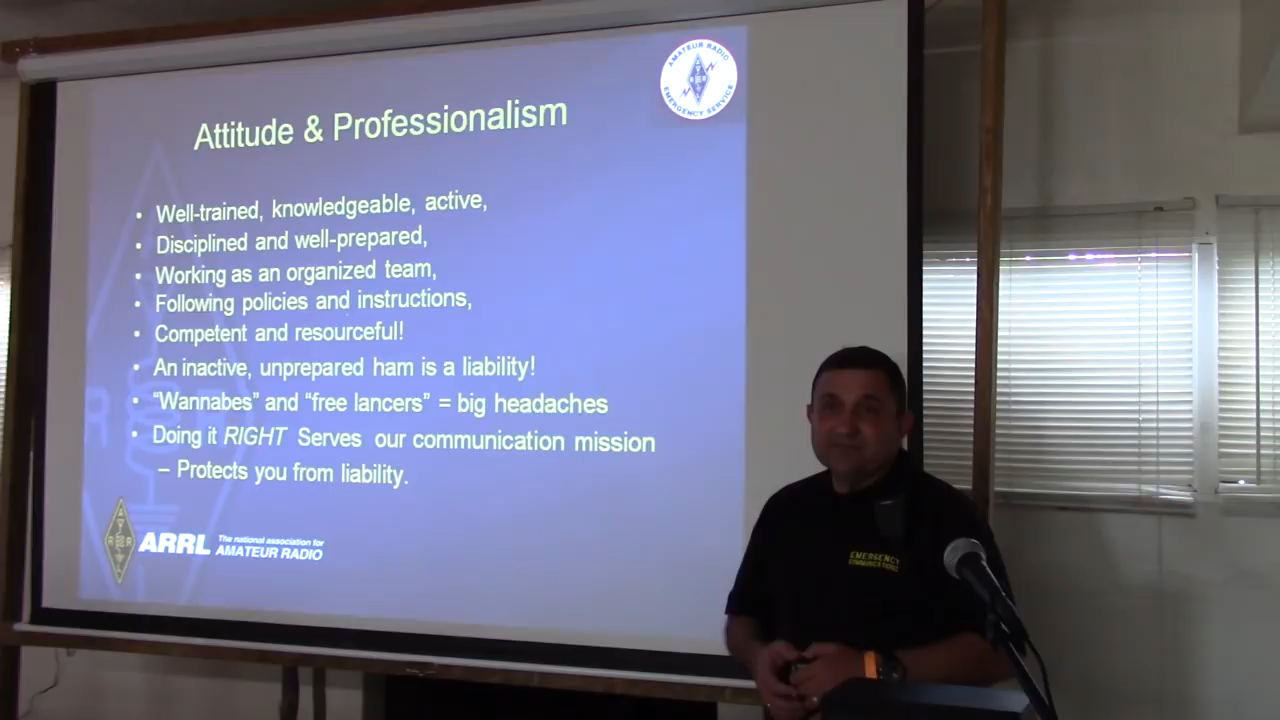 AMATEUR RADIO
EMERGENCY SERVICE
Attitude & Professionalism
• Well-trained, knowledgeable, active,
• Disciplined and well-prepared,
• Working as an organized team,
• Following policies and instructions,
• Competent and resourceful!
• An inactive, unprepared ham is a liability!
• “Wannabes” and “free lancers” = big headaches
• Doing it RIGHT Serves our communication mission
– Protects you from liability.
ARRL
The national association for
AMATEUR RADIO
EMERGENCY
COMMUNICATIONS